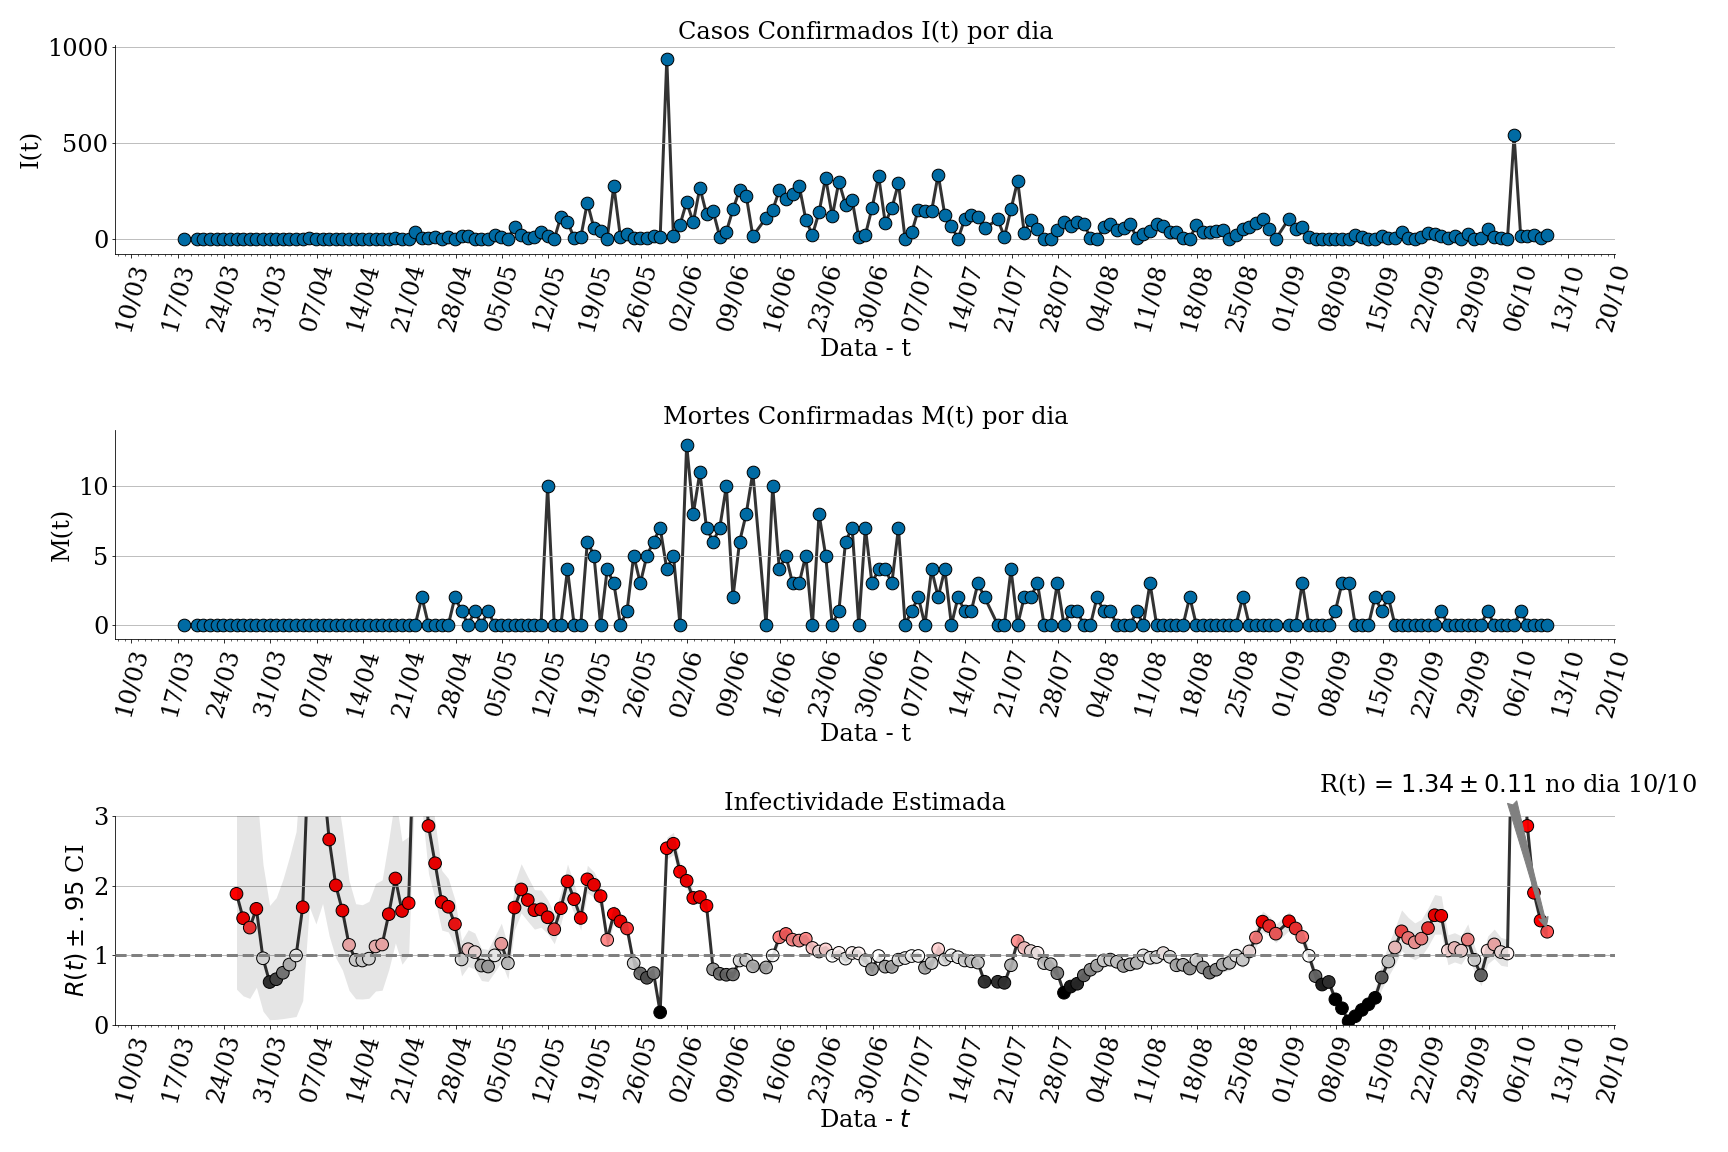 Casos Confirmados I(t) por dia
I(t)
1000
500
0
10/03 17/03 24/03 31/03 07/04 14/04 21/04 28/04 05/05 12/05 19/05 26/05 02/06 09/06 16/06 23/06 30/06 07/07 14/07 21/07 28/07 04/08 11/08 18/08 25/08 01/09 08/09 15/09 22/09 29/09 06/10 13/10 20/10
Data - t
Mortes Confirmadas M(t) por dia
M(t)
10
5
0
10/03 17/03 24/03 31/03 07/04 14/04 21/04 28/04 05/05 12/05 19/05 26/05 02/06 09/06 16/06 23/06 30/06 07/07 14/07 21/07 28/07 04/08 11/08 18/08 25/08 01/09 08/09 15/09 22/09 29/09 06/10 13/10 20/10
Data - t
R(t) = 1.34 ± 0.11 no dia 10/10
Infectividade Estimada
R(t) ± .95 CI
3
2
1
0
10/03 17/03 24/03 31/03 07/04 14/04 21/04 28/04 05/05 12/05 19/05 26/05 02/06 09/06 16/06 23/06 30/06 07/07 14/07 21/07 28/07 04/08 11/08 18/08 25/08 01/09 08/09 15/09 22/09 29/09 06/10 13/10 20/10
Data - t